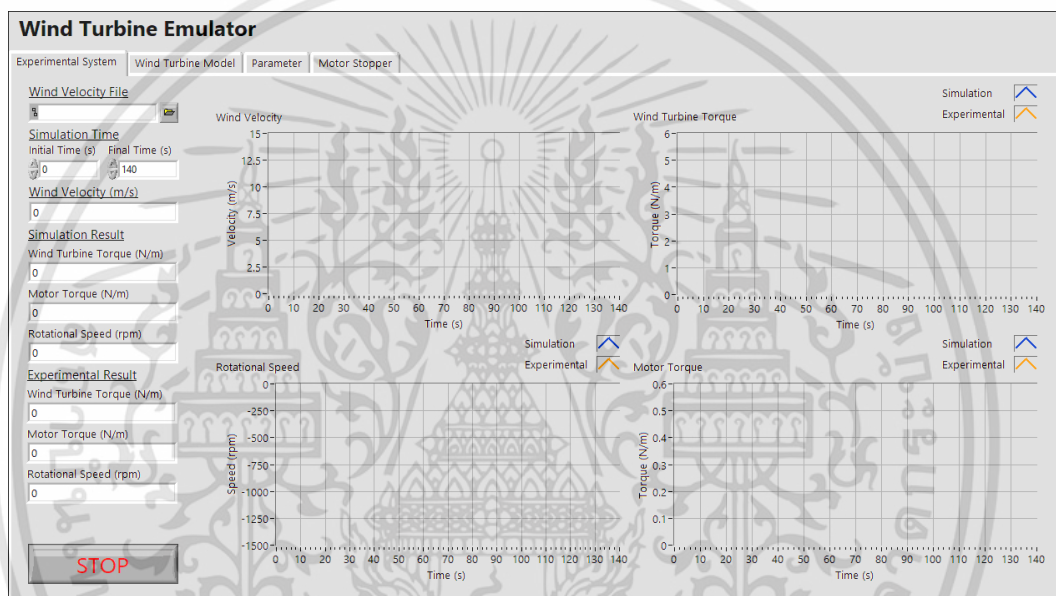 Wind Turbine Emulator
Experimental System Wind Turbine Model Parameter Motor Stopper
Wind Velocity File
Simulation Time
Initial Time (s) Final Time (s)
0 140
Wind Velocity (m/s)
0
Simulation Result
Wind Turbine Torque (N/m)
0
Motor Torque (N/m)
0
Rotational Speed (rpm)
0
Experimental Result
Wind Turbine Torque (N/m)
0
Motor Torque (N/m)
0
Rotational Speed (rpm)
0
STOP
Wind Velocity
Velocity (m/s)
15
12.5
10
7.5
5
2.5
0
0 10 20 30 40 50 60 70 80 90 100 110 120 130 140
Time (s)
Simulation
Experimental
Wind Turbine Torque
Torque (N/m)
6
5
4
3
2
1
0
0 10 20 30 40 50 60 70 80 90 100 110 120 130 140
Time (s)
Simulation
Experimental
Rotational Speed
Speed (rpm)
0
-250
-500
-750
-1000
-1250
-1500
0 10 20 30 40 50 60 70 80 90 100 110 120 130 140
Time (s)
Simulation
Experimental
Motor Torque
Torque (N/m)
0.6
0.5
0.4
0.3
0.2
0.1
0
0 10 20 30 40 50 60 70 80 90 100 110 120 130 140
Time (s)